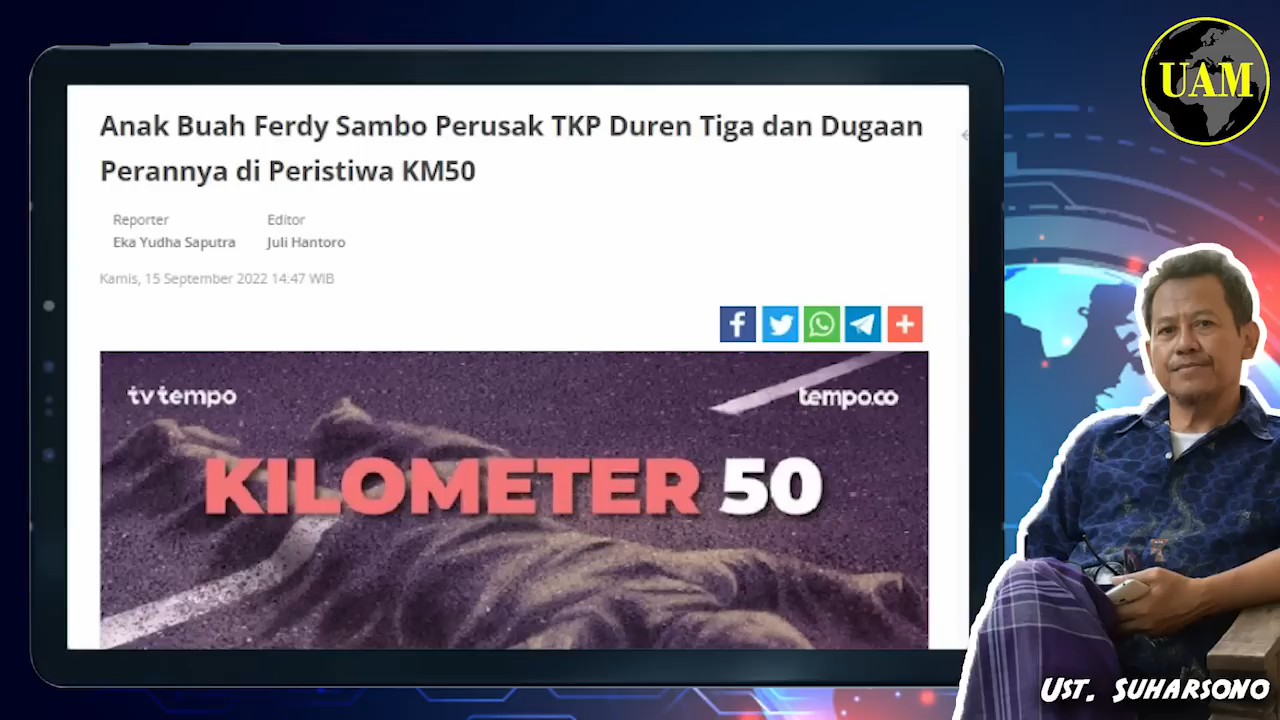 UAM
Anak Buah Ferdy Sambo Perusak TKP Duren Tiga dan Dugaan
Perannya di Peristiwa KM50
Reporter Editor
Eka Yudha Saputra Juli Hantoro
Kamis, 15 September 2022 14:47 WIB
tvtempo tempo.co
KILOMETER 50
UST. SUHARSONO